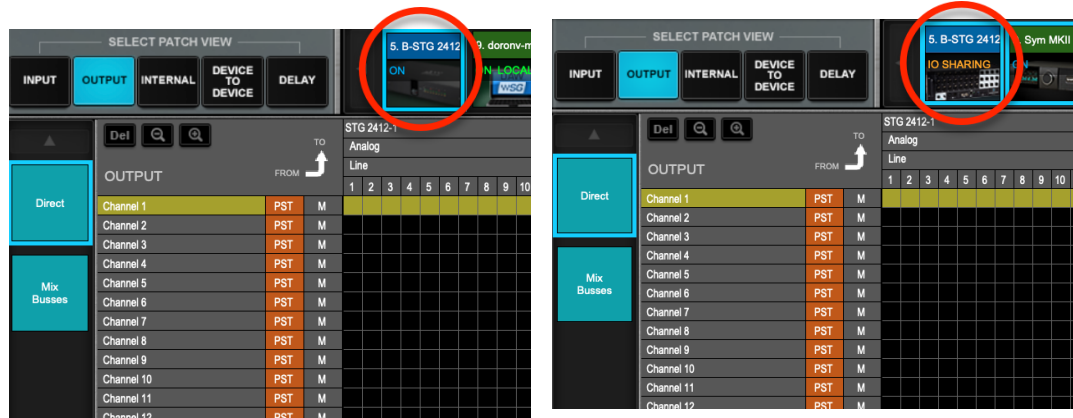 SELECT PATCH VIEW
INPUT
OUTPUT
INTERNAL
DEVICE
TO
DEVICE
DELAY
5. B-STG 2412
ON
LOCAL
WSG
Del
TO
OUTPUT
FROM
STG 2412-1
Analog
Line
1 2 3 4 5 6 7 8 9 10
Direct
Mix
Busses
Channel 1 PST M
Channel 2 PST M
Channel 3 PST M
Channel 4 PST M
Channel 5 PST M
Channel 6 PST M
Channel 7 PST M
Channel 8 PST M
Channel 9 PST M
Channel 10 PST M
Channel 11 PST M
Channel 12 PST M
SELECT PATCH VIEW
INPUT
OUTPUT
INTERNAL
DEVICE
TO
DEVICE
DELAY
5. B-STG 2412
Sym MKII
IO SHARING
Del
TO
OUTPUT
FROM
STG 2412-1
Analog
Line
1 2 3 4 5 6 7 8 9 10
Direct
Mix
Busses
Channel 1 PST M
Channel 2 PST M
Channel 3 PST M
Channel 4 PST M
Channel 5 PST M
Channel 6 PST M
Channel 7 PST M
Channel 8 PST M
Channel 9 PST M
Channel 10 PST M
Channel 11 PST M
Channel 12 PST M